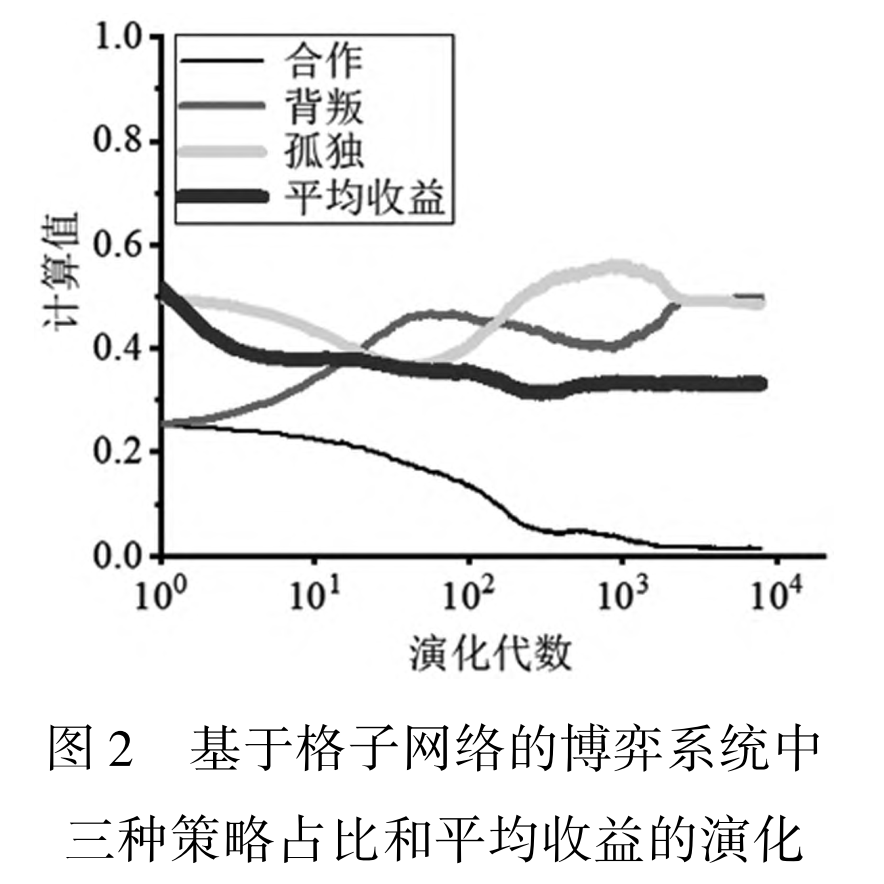 1.0
0.8
0.6
0.4
0.2
0.0
计算值
合作
背叛
孤独
平均收益
10⁰ 10¹ 10² 10³ 10⁴
演化代数
图2 基于格子网络的博弈系统中
三种策略占比和平均收益的演化